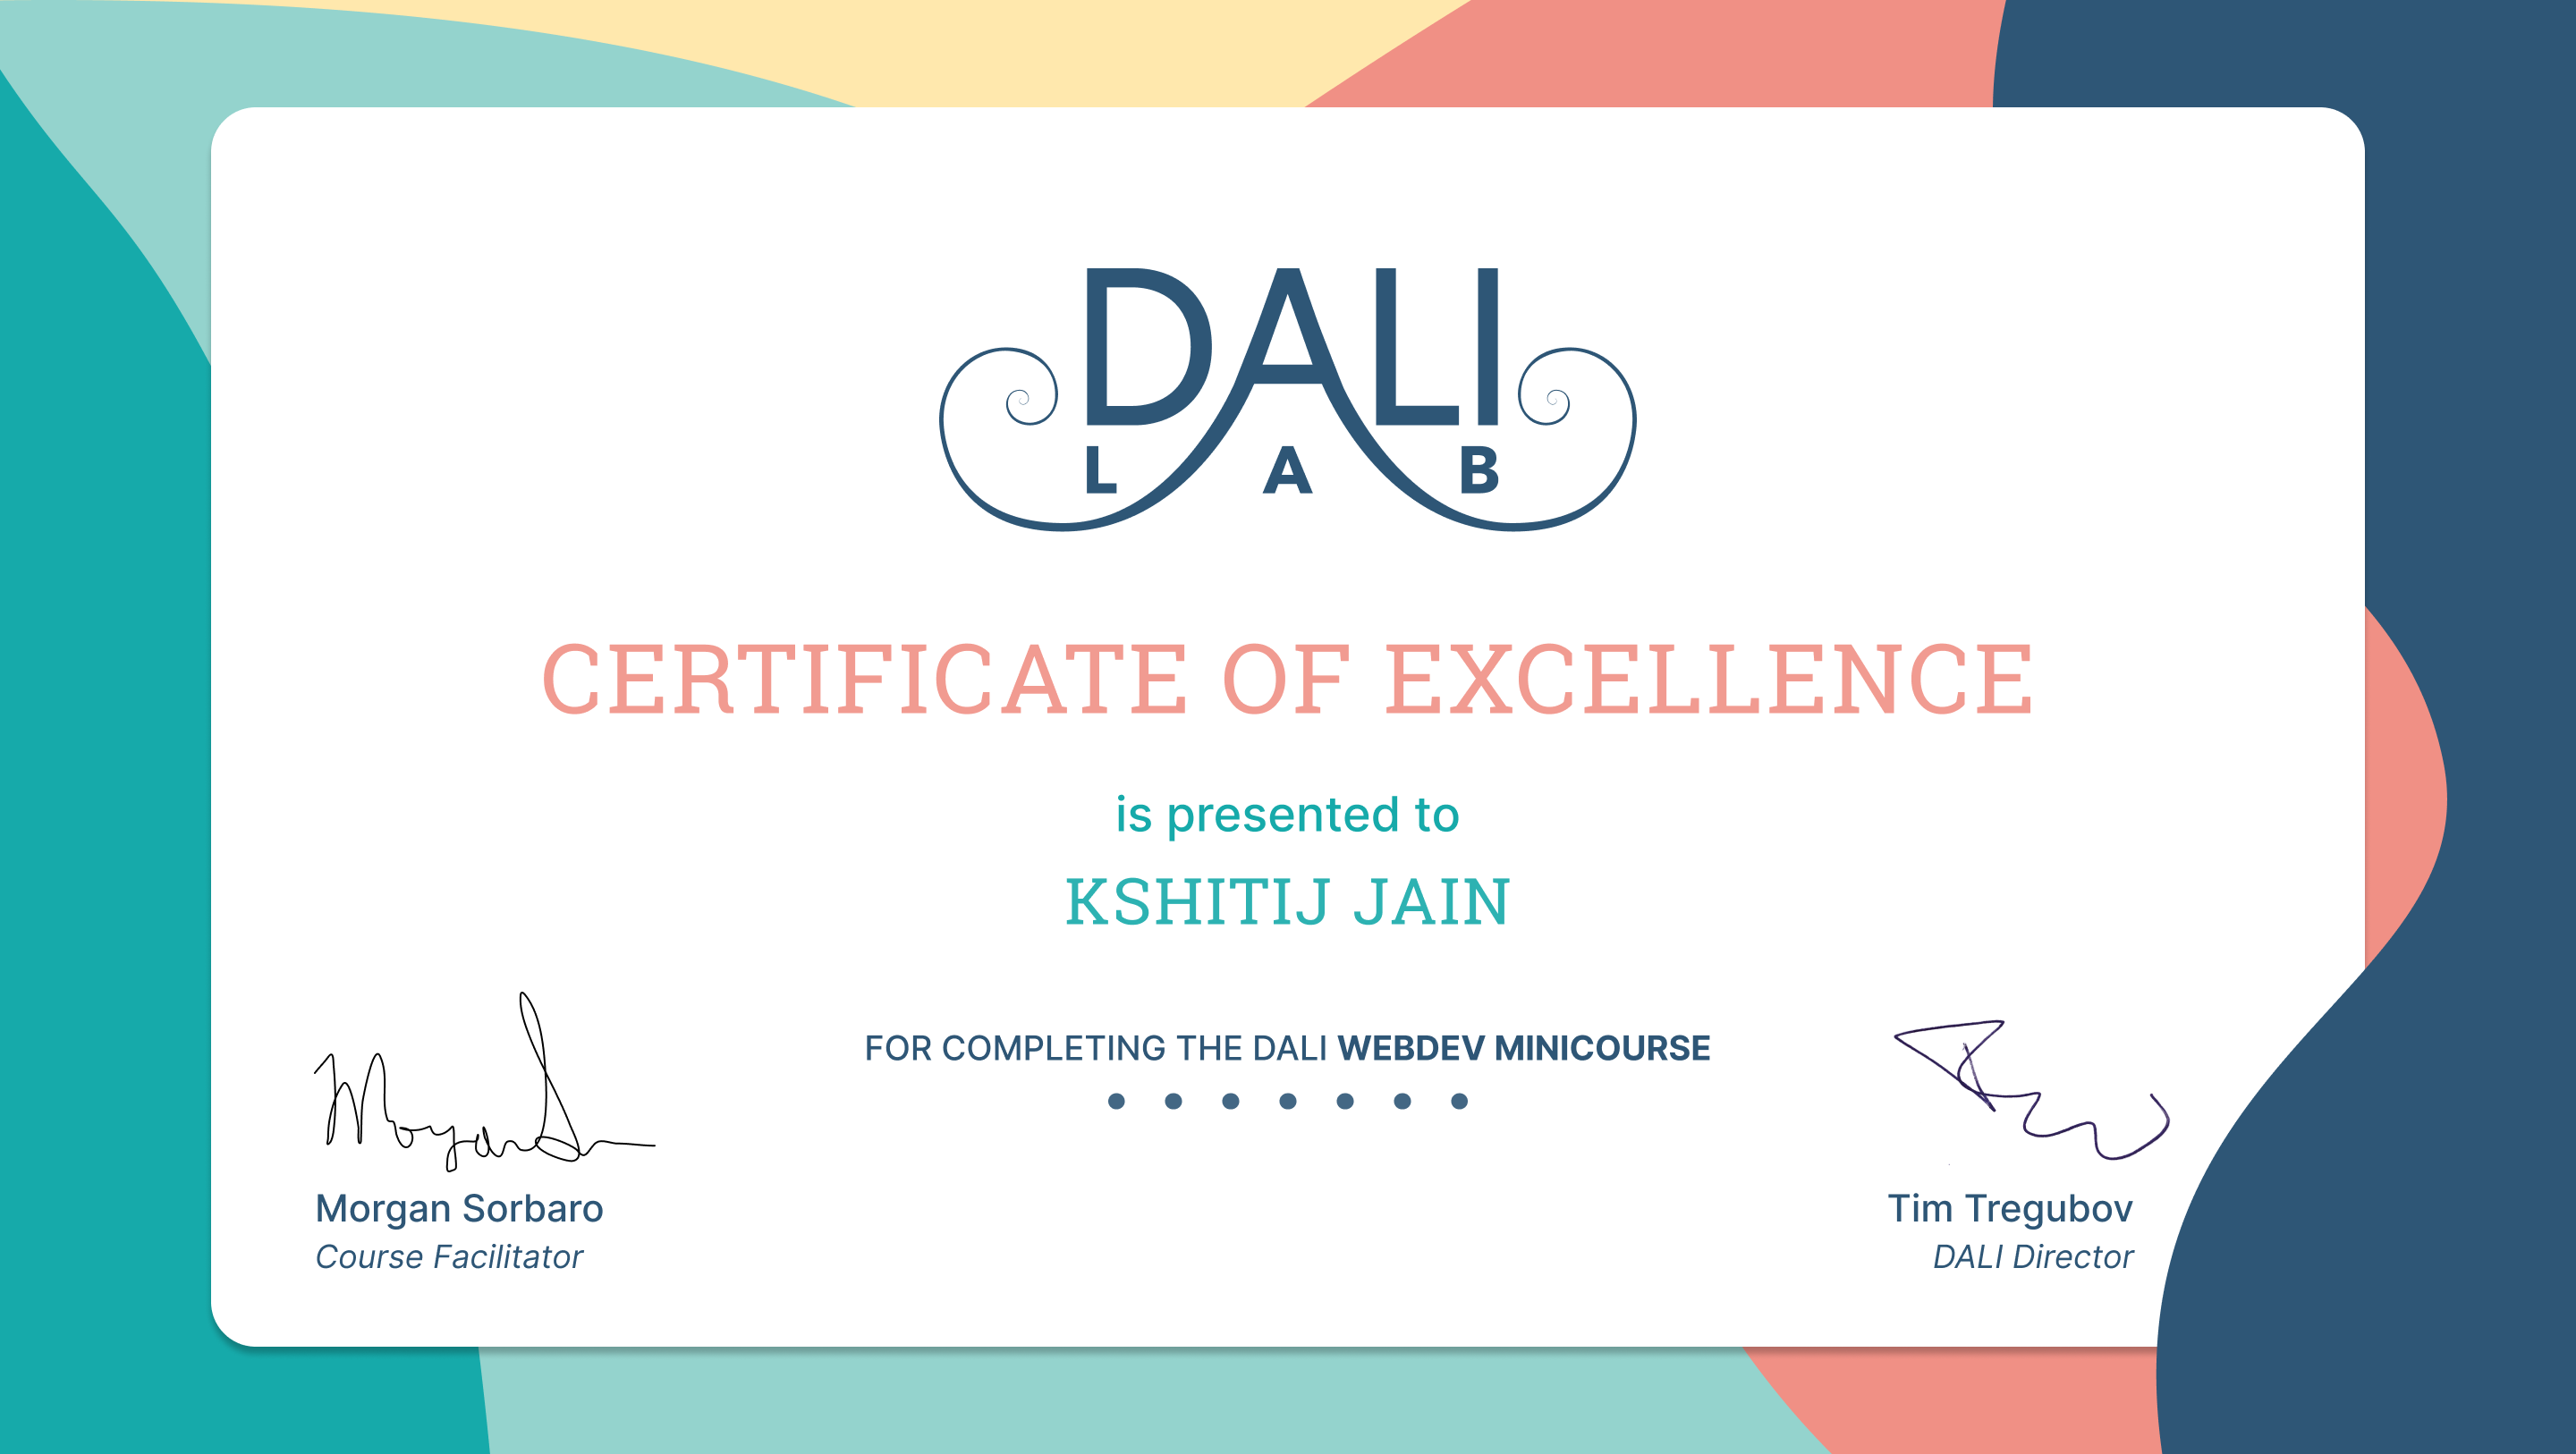 DALI
L A B
CERTIFICATE OF EXCELLENCE
is presented to
KSHITIJ JAIN
FOR COMPLETING THE DALI WEBDEV MINICOURSE
Morgan S
Morgan Sorbaro
Course Facilitator
Tim Tregubov
DALI Director